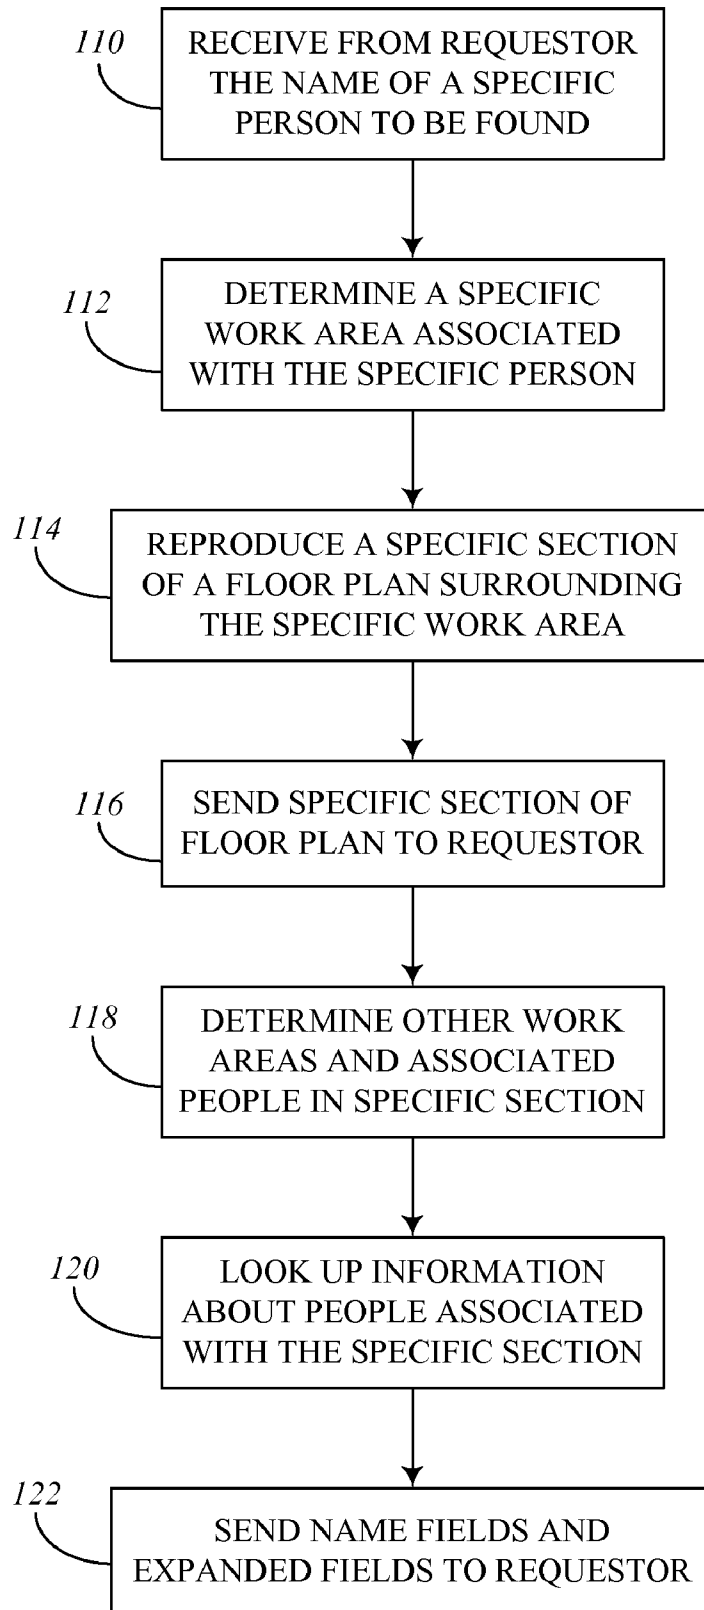 110
RECEIVE FROM REQUESTOR
THE NAME OF A SPECIFIC
PERSON TO BE FOUND
112
DETERMINE A SPECIFIC
WORK AREA ASSOCIATED
WITH THE SPECIFIC PERSON
114
REPRODUCE A SPECIFIC SECTION
OF A FLOOR PLAN SURROUNDING
THE SPECIFIC WORK AREA
116
SEND SPECIFIC SECTION OF
FLOOR PLAN TO REQUESTOR
118
DETERMINE OTHER WORK
AREAS AND ASSOCIATED
PEOPLE IN SPECIFIC SECTION
120
LOOK UP INFORMATION
ABOUT PEOPLE ASSOCIATED
WITH THE SPECIFIC SECTION
122
SEND NAME FIELDS AND
EXPANDED FIELDS TO REQUESTOR